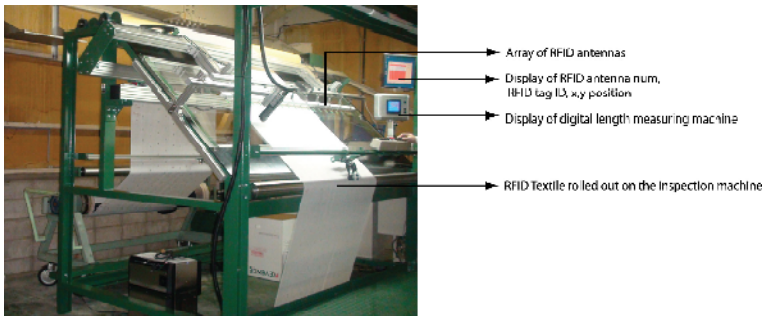 Array of RFID antennas
Display of RFID antenna num,
RFID tag ID, x,y position
Display of digital length measuring machine
RFID Textile rolled out on the inspection machine